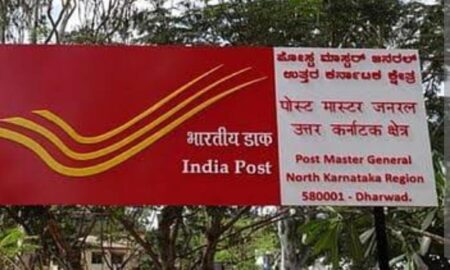 भारतीय डाक
India Post
ಪೋಸ್ಟ ಮಾಸ್ಟರ್ ಜನರಲ್
ಉತ್ತರ ಕರ್ನಾಟಕ ಕ್ಷೇತ್ರ
पोस्ट मास्टर जनरल
उत्तर कर्नाटक क्षेत्र
Post Master General
North Karnataka Region
580001 - Dharwad.